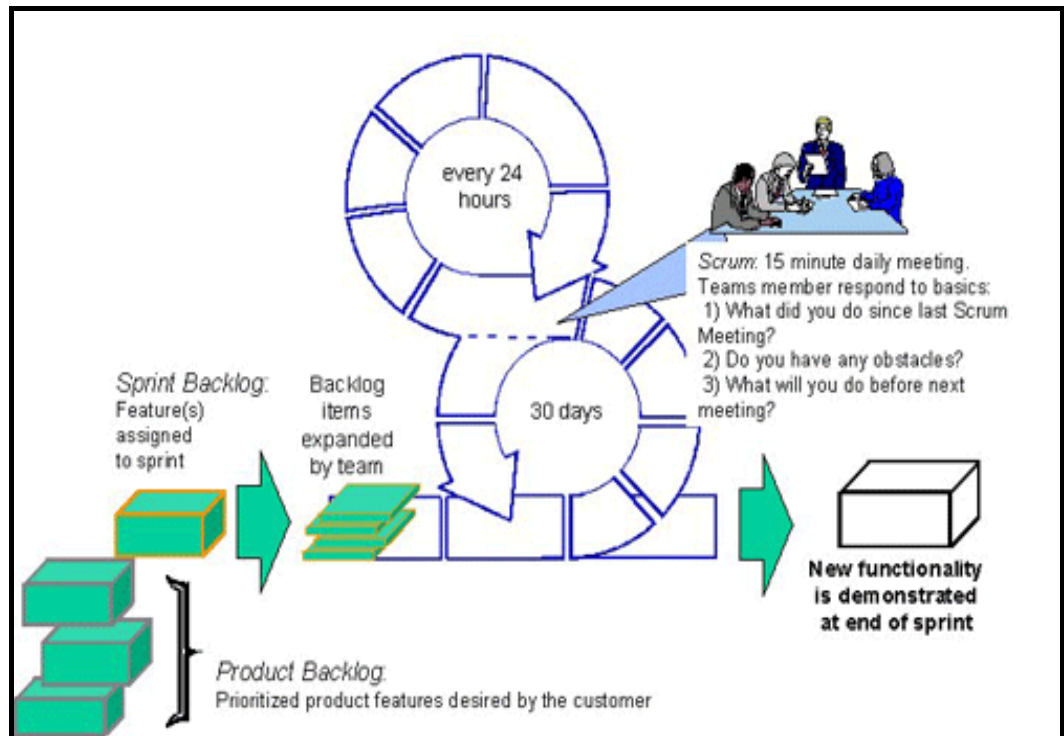 every 24
hours
Scrum: 15 minute daily meeting.
Teams member respond to basics:
1) What did you do since last Scrum
Meeting?
2) Do you have any obstacles?
3) What will you do before next
meeting?
Sprint Backlog:
Feature(s)
assigned
to sprint
Backlog
items
expanded
by team
30 days
New functionality
is demonstrated
at end of sprint
Product Backlog:
Prioritized product features desired by the customer